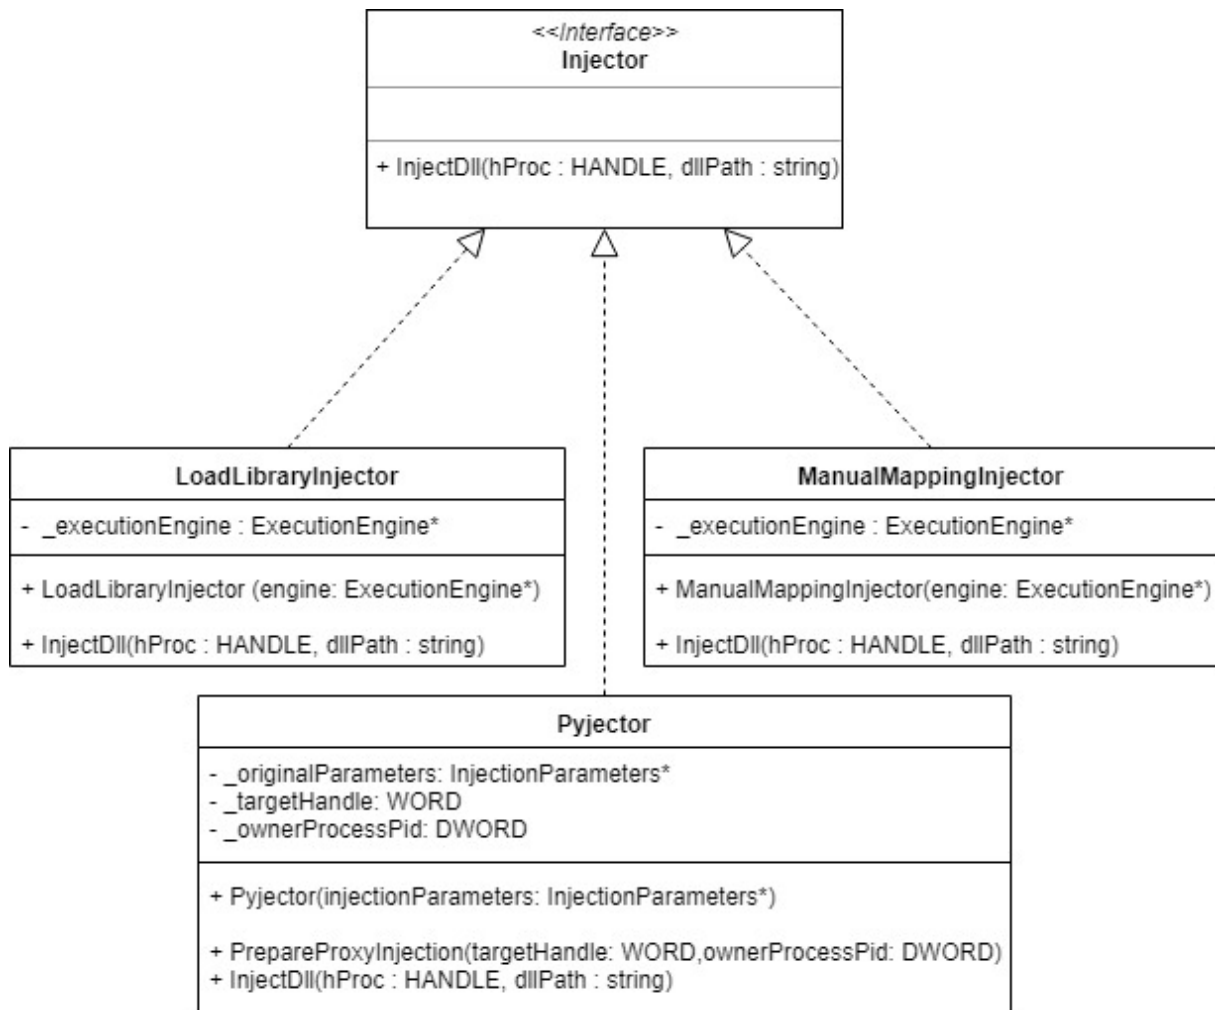 <<Interface>>
Injector
+ InjectDll(hProc : HANDLE, dllPath : string)
LoadLibraryInjector
- _executionEngine : ExecutionEngine*
+ LoadLibraryInjector (engine: ExecutionEngine*)
+ InjectDll(hProc : HANDLE, dllPath : string)
ManualMappingInjector
- _executionEngine : ExecutionEngine*
+ ManualMappingInjector(engine: ExecutionEngine*)
+ InjectDll(hProc : HANDLE, dllPath : string)
Pyjector
- _originalParameters: InjectionParameters*
- _targetHandle: WORD
- _ownerProcessPid: DWORD
+ Pyjector(injectionParameters: InjectionParameters*)
+ PrepareProxyInjection(targetHandle: WORD,ownerProcessPid: DWORD)
+ InjectDll(hProc : HANDLE, dllPath : string)